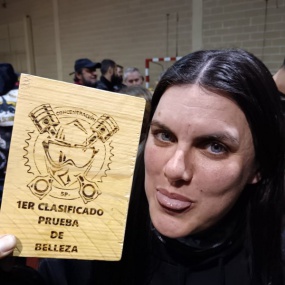 1ER CLASIFICADO
PRUEBA
DE
BELLEZA